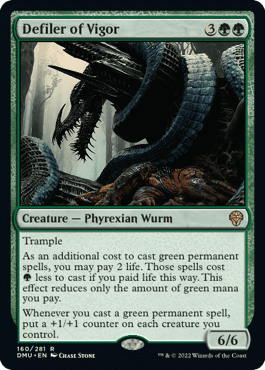 Defiler of Vigor 3
Creature — Phyrexian Wurm
Trample
As an additional cost to cast green permanent
spells, you may pay 2 life. Those spells cost
less to cast if you paid life this way. This
effect reduces only the amount of green mana
you pay.
Whenever you cast a green permanent spell,
put a +1/+1 counter on each creature you
control.
6/6
160/281 R
DMU • EN Chase Stone
™ & © 2022 Wizards of the Coast